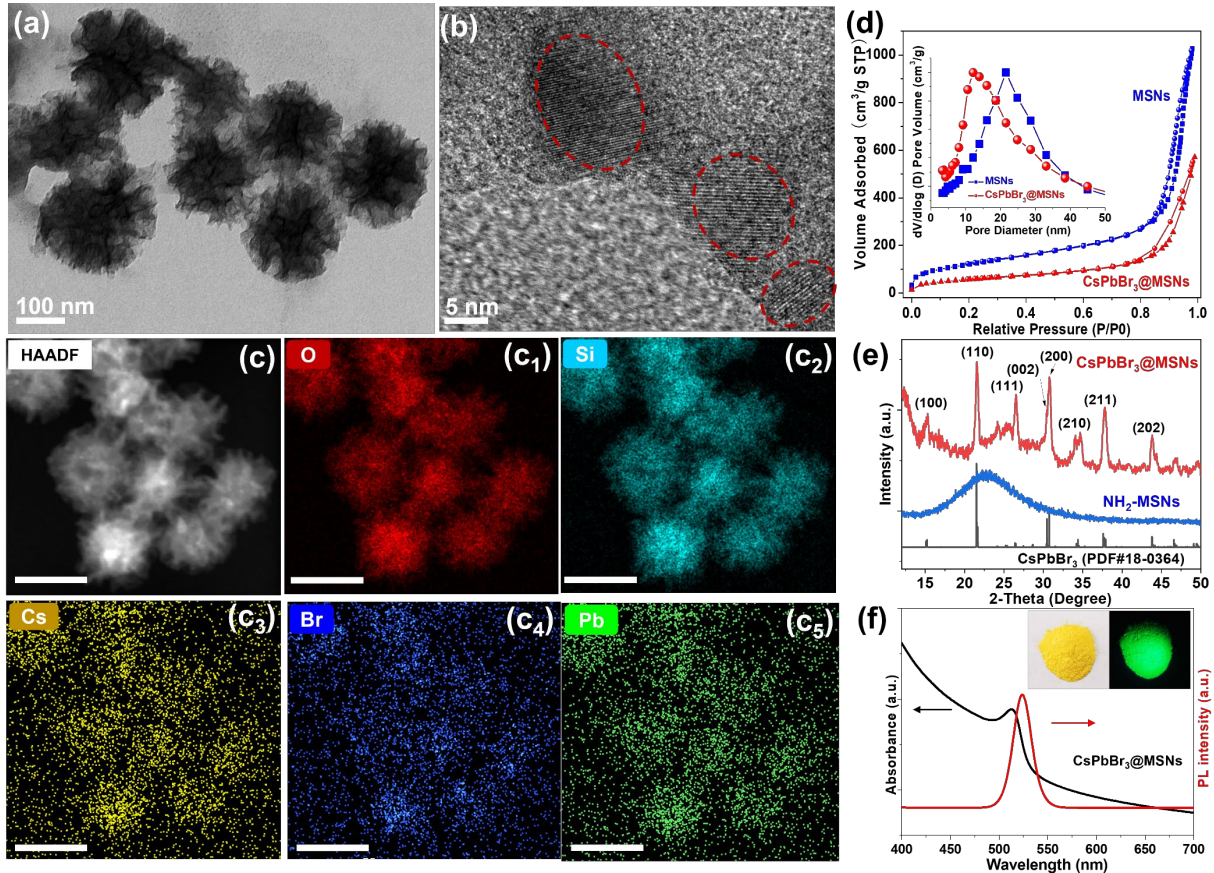 (a)
100 nm
(b)
5 nm
(d)
Volume Adsorbed (cm³/g STP)
1000
800
600
400
200
0
0.0 0.2 0.4 0.6 0.8 1.0
Relative Pressure (P/P0)
MSNs
CsPbBr₃@MSNs
dV/dlog (D) Pore Volume (cm³/g)
MSNs
CsPbBr₃@MSNs
0 10 20 30 40 50
Pore Diameter (nm)
HAADF
(c)
O
(c₁)
Si
(c₂)
Cs
(c₃)
Br
(c₄)
Pb
(c₅)
(e)
CsPbBr₃@MSNs
(100)
(110)
(111)
(002)
(200)
(210)
(211)
(202)
NH₂-MSNs
CsPbBr₃ (PDF#18-0364)
Intensity (a.u.)
15 20 25 30 35 40 45 50
2-Theta (Degree)
(f)
Absorbance (a.u.)
PL intensity (a.u.)
CsPbBr₃@MSNs
400 450 500 550 600 650 700
Wavelength (nm)